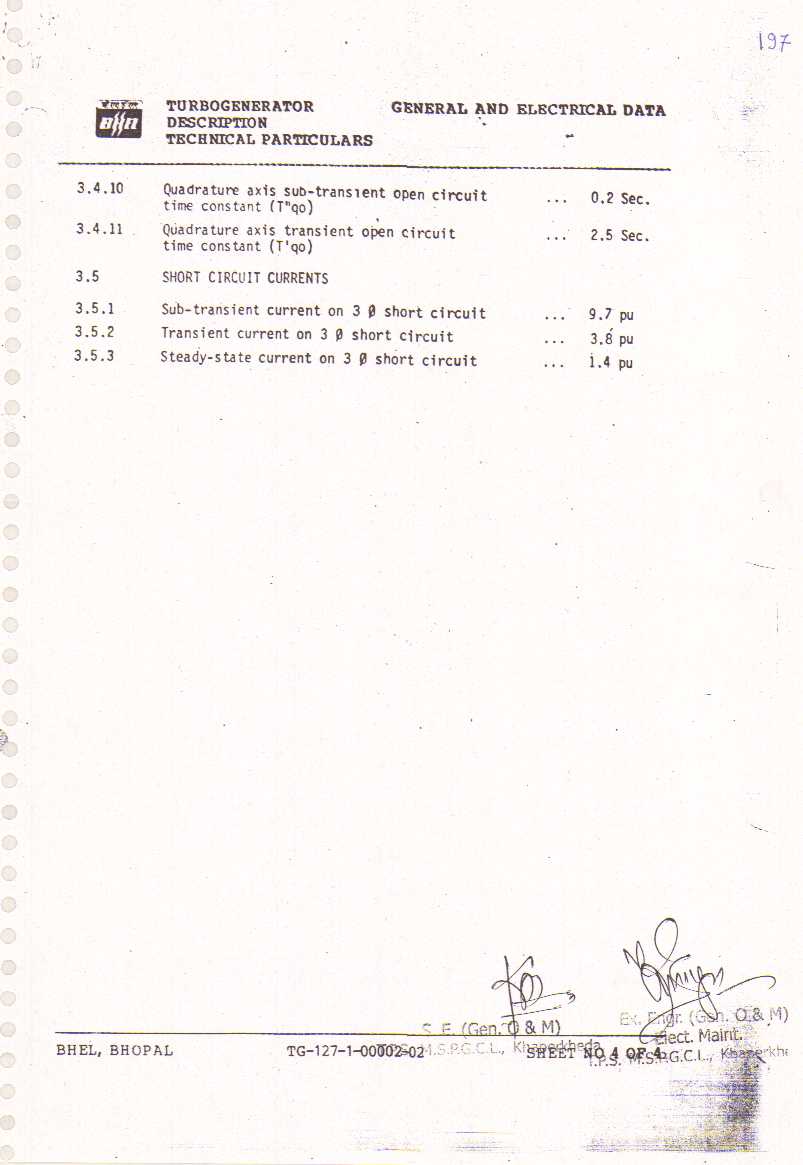 197
TURBOGENERATOR GENERAL AND ELECTRICAL DATA
DESCRIPTION
TECHNICAL PARTICULARS
3.4.10 Quadrature axis sub-transient open circuit ... 0.2 Sec.
time constant (T"qo)
3.4.11 Quadrature axis transient open circuit ... 2.5 Sec.
time constant (T'qo)
3.5 SHORT CIRCUIT CURRENTS
3.5.1 Sub-transient current on 3 Ø short circuit ... 9.7 pu
3.5.2 Transient current on 3 Ø short circuit ... 3.8 pu
3.5.3 Steady-state current on 3 Ø short circuit ... 1.4 pu
S. E. (Gen. O & M)
M.S.P.G.C.L., Khaperkheda
Ex. Engr. (Gen. O & M)
Elect. Maint.
T.P.S. M.S.P.G.C.L., Khaperkhe
BHEL, BHOPAL TG-127-1-00002-02 SHEET NO 4 OF 4